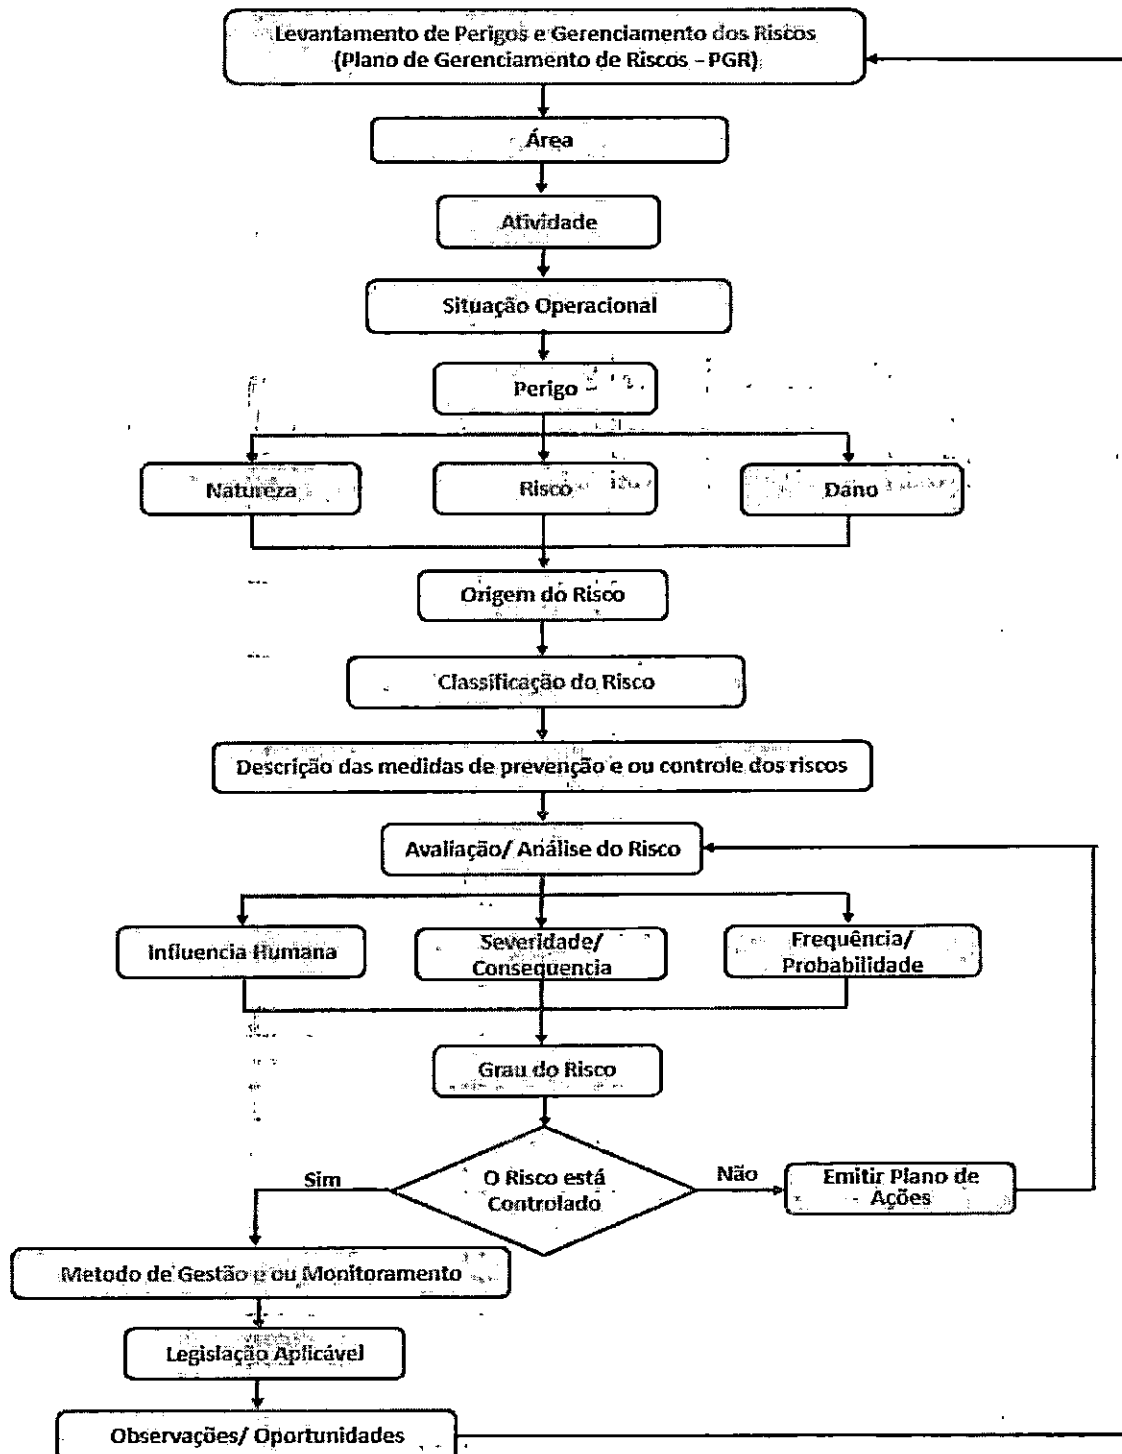 Levantamento de Perigos e Gerenciamento dos Riscos
(Plano de Gerenciamento de Riscos – PGR)
Área
Atividade
Situação Operacional
Perigo
Natureza
Risco
Dano
Origem do Risco
Classificação do Risco
Descrição das medidas de prevenção e ou controle dos riscos
Avaliação/ Análise do Risco
Influencia Humana
Severidade/
Consequencia
Frequência/
Probabilidade
Grau do Risco
O Risco está
Controlado
Sim
Não
Emitir Plano de
Ações
Metodo de Gestão e ou Monitoramento
Legislação Aplicável
Observações/ Oportunidades